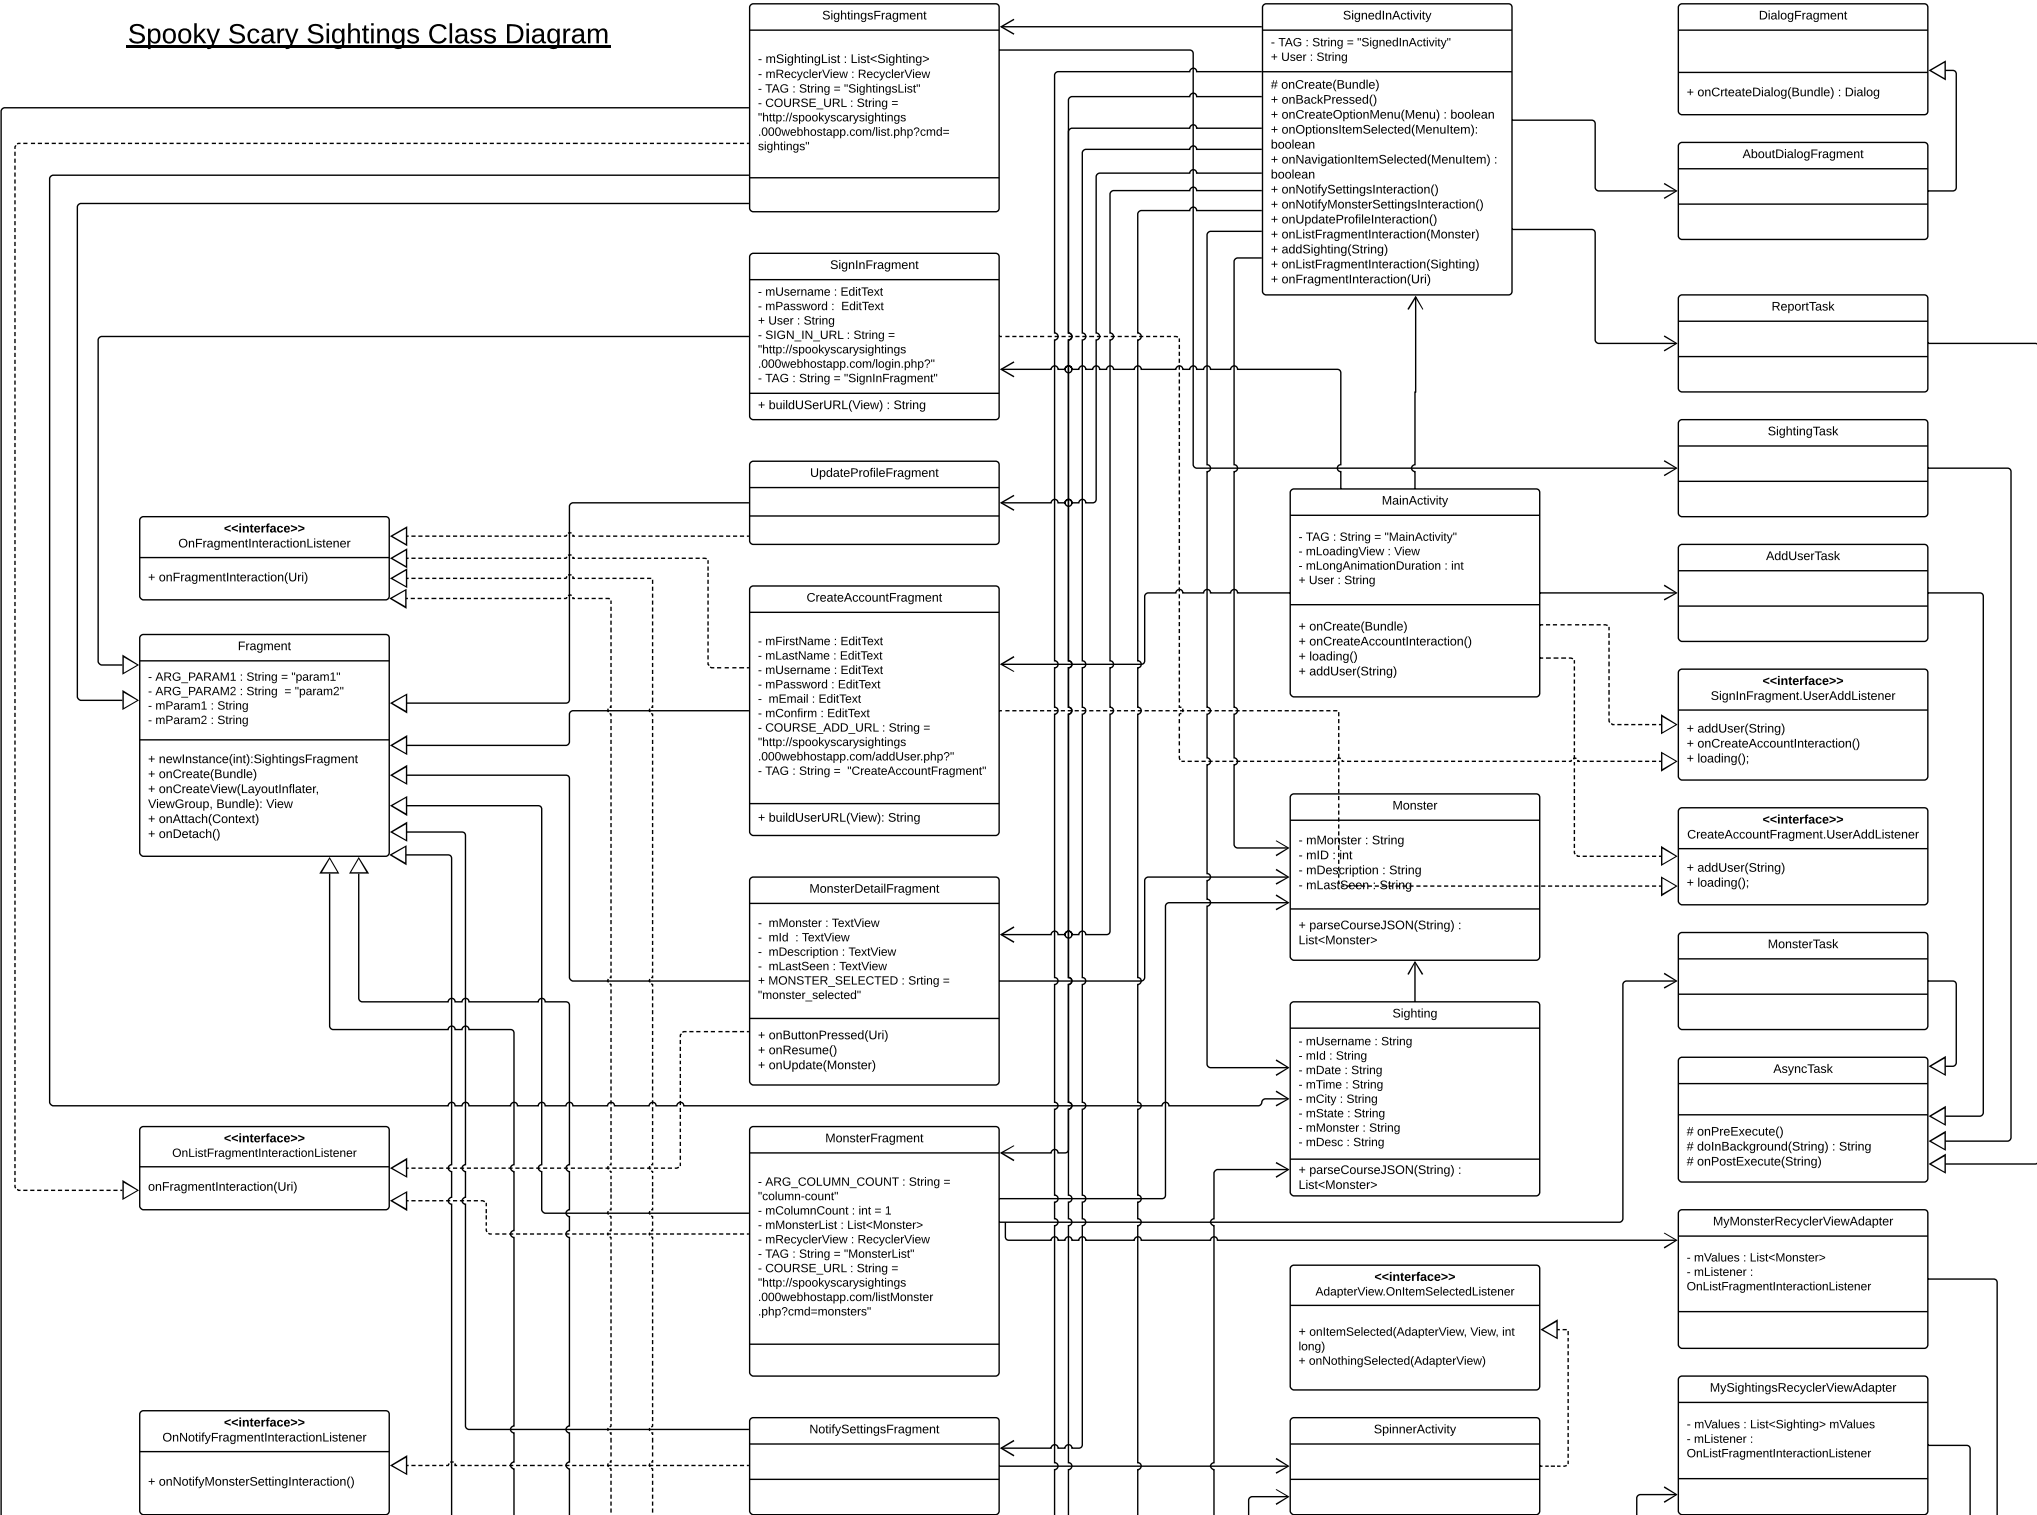 Spooky Scary Sightings Class Diagram
SightingsFragment
- mSightingList : List<Sighting>
- mRecyclerView : RecyclerView
- TAG : String = "SightingsList"
- COURSE_URL : String =
"http://spookyscarysightings
.000webhostapp.com/list.php?cmd=
sightings"
SignInFragment
- mUsername : EditText
- mPassword :  EditText
+ User : String
- SIGN_IN_URL : String =
"http://spookyscarysightings
.000webhostapp.com/login.php?"
- TAG : String = "SignInFragment"
+ buildUSerURL(View) : String
UpdateProfileFragment
<<interface>>
OnFragmentInteractionListener
+ onFragmentInteraction(Uri)
Fragment
- ARG_PARAM1 : String = "param1"
- ARG_PARAM2 : String  = "param2"
- mParam1 : String
- mParam2 : String
+ newInstance(int):SightingsFragment
+ onCreate(Bundle)
+ onCreateView(LayoutInflater,
ViewGroup, Bundle): View
+ onAttach(Context)
+ onDetach()
CreateAccountFragment
- mFirstName : EditText
- mLastName : EditText
- mUsername : EditText
- mPassword : EditText
-  mEmail : EditText
- mConfirm : EditText
- COURSE_ADD_URL : String =
"http://spookyscarysightings
.000webhostapp.com/addUser.php?"
- TAG : String =  "CreateAccountFragment"
+ buildUserURL(View): String
MonsterDetailFragment
-  mMonster : TextView
-  mId  : TextView
-  mDescription : TextView
-  mLastSeen : TextView
+ MONSTER_SELECTED : Srting =
"monster_selected"
+ onButtonPressed(Uri)
+ onResume()
+ onUpdate(Monster)
<<interface>>
OnListFragmentInteractionListener
onFragmentInteraction(Uri)
MonsterFragment
- ARG_COLUMN_COUNT : String =
"column-count"
- mColumnCount : int = 1
- mMonsterList : List<Monster>
- mRecyclerView : RecyclerView
- TAG : String = "MonsterList"
- COURSE_URL : String =
"http://spookyscarysightings
.000webhostapp.com/listMonster
.php?cmd=monsters"
<<interface>>
OnNotifyFragmentInteractionListener
+ onNotifyMonsterSettingInteraction()
NotifySettingsFragment
SignedInActivity
- TAG : String = "SignedInActivity"
+ User : String
# onCreate(Bundle)
+ onBackPressed()
+ onCreateOptionMenu(Menu) : boolean
+ onOptionsItemSelected(MenuItem):
boolean
+ onNavigationItemSelected(MenuItem) :
boolean
+ onNotifySettingsInteraction()
+ onNotifyMonsterSettingsInteraction()
+ onUpdateProfileInteraction()
+ onListFragmentInteraction(Monster)
+ addSighting(String)
+ onListFragmentInteraction(Sighting)
+ onFragmentInteraction(Uri)
MainActivity
- TAG : String = "MainActivity"
- mLoadingView : View
- mLongAnimationDuration : int
+ User : String
+ onCreate(Bundle)
+ onCreateAccountInteraction()
+ loading()
+ addUser(String)
Monster
- mMonster : String
- mID : int
- mDescription : String
- mLastSeen : String
+ parseCourseJSON(String) :
List<Monster>
Sighting
- mUsername : String
- mId : String
- mDate : String
- mTime : String
- mCity : String
- mState : String
- mMonster : String
- mDesc : String
+ parseCourseJSON(String) :
List<Monster>
<<interface>>
AdapterView.OnItemSelectedListener
+ onItemSelected(AdapterView, View, int
long)
+ onNothingSelected(AdapterView)
SpinnerActivity
DialogFragment
+ onCrteateDialog(Bundle) : Dialog
AboutDialogFragment
ReportTask
SightingTask
AddUserTask
<<interface>>
SignInFragment.UserAddListener
+ addUser(String)
+ onCreateAccountInteraction()
+ loading();
<<interface>>
CreateAccountFragment.UserAddListener
+ addUser(String)
+ loading();
MonsterTask
AsyncTask
# onPreExecute()
# doInBackground(String) : String
# onPostExecute(String)
MyMonsterRecyclerViewAdapter
- mValues : List<Monster>
- mListener :
OnListFragmentInteractionListener
MySightingsRecyclerViewAdapter
- mValues : List<Sighting> mValues
- mListener :
OnListFragmentInteractionListener